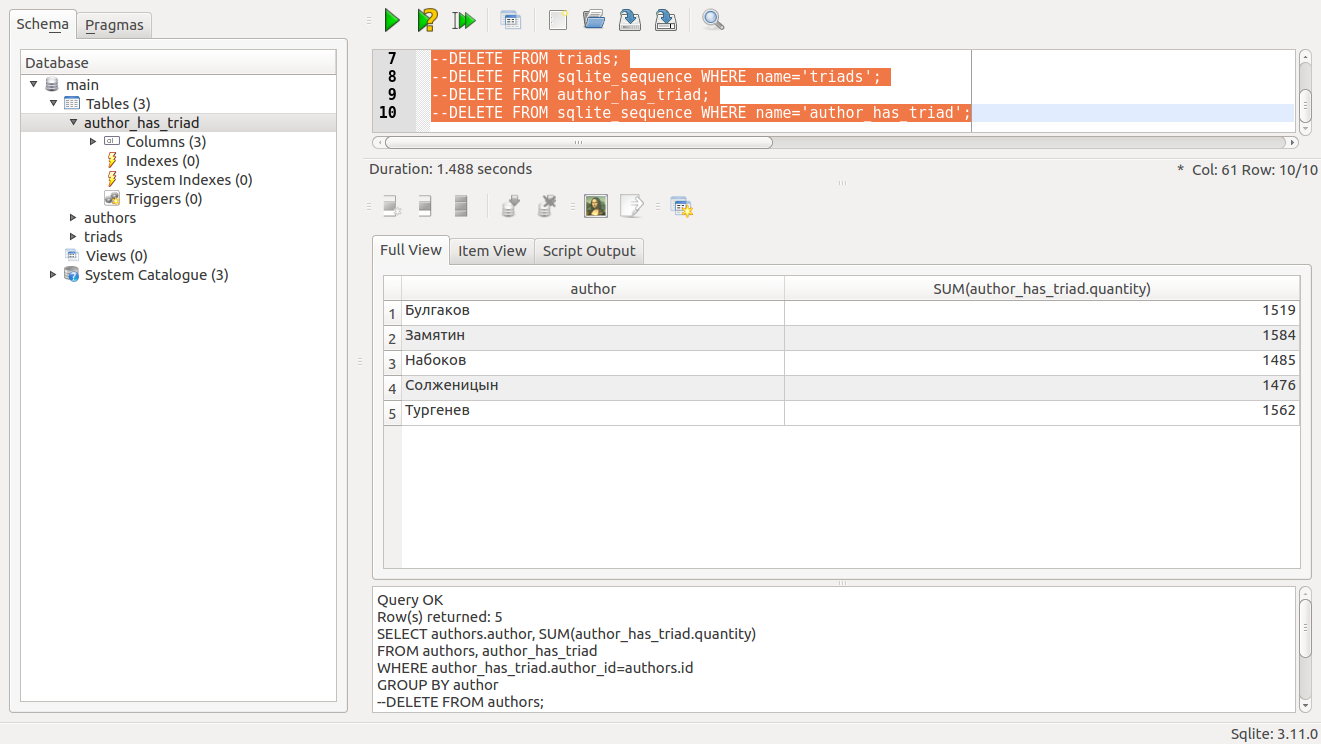 Schema
Pragmas
Database
main
Tables (3)
author_has_triad
Columns (3)
Indexes (0)
System Indexes (0)
Triggers (0)
authors
triads
Views (0)
System Catalogue (3)
7 --DELETE FROM triads;
8 --DELETE FROM sqlite_sequence WHERE name='triads';
9 --DELETE FROM author_has_triad;
10 --DELETE FROM sqlite_sequence WHERE name='author_has_triad';
Duration: 1.488 seconds
* Col: 61 Row: 10/10
Full View Item View Script Output
author SUM(author_has_triad.quantity)
1 Булгаков 1519
2 Замятин 1584
3 Набоков 1485
4 Солженицын 1476
5 Тургенев 1562
Query OK
Row(s) returned: 5
SELECT authors.author, SUM(author_has_triad.quantity)
FROM authors, author_has_triad
WHERE author_has_triad.author_id=authors.id
GROUP BY author
--DELETE FROM authors;
Sqlite: 3.11.0